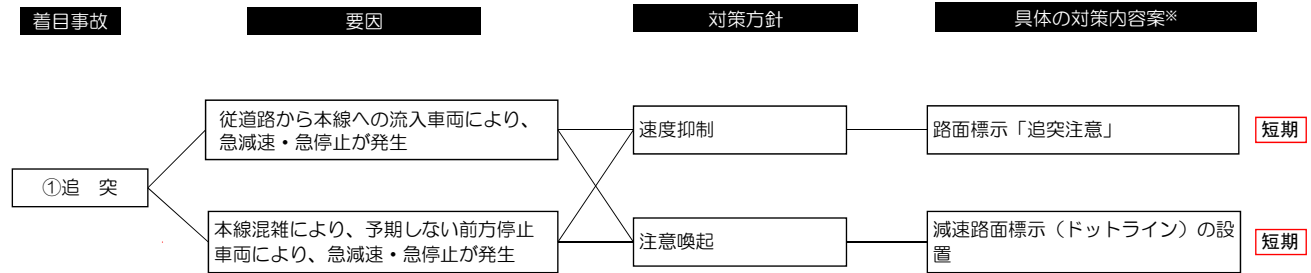 着目事故
要因
対策方針
具体の対策内容案※
従道路から本線への流入車両により、
急減速・急停止が発生
速度抑制
路面標示「追突注意」
短期
①追　突
本線混雑により、予期しない前方停止
車両により、急減速・急停止が発生
注意喚起
減速路面標示（ドットライン）の設
置
短期